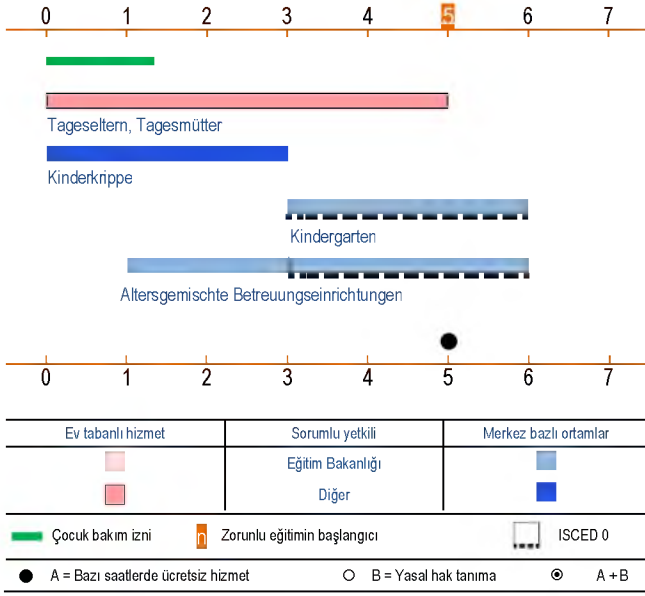 0 1 2 3 4 5 6 7
Tageseltern, Tagesmütter
Kinderkrippe
Kindergarten
Altersgemischte Betreuungseinrichtungen
0 1 2 3 4 5 6 7
Ev tabanlı hizmet Sorumlu yetkili Merkez bazlı ortamlar
Eğitim Bakanlığı
Diğer
Çocuk bakım izni n Zorunlu eğitimin başlangıcı ISCED 0
A = Bazı saatlerde ücretsiz hizmet B = Yasal hak tanıma A + B